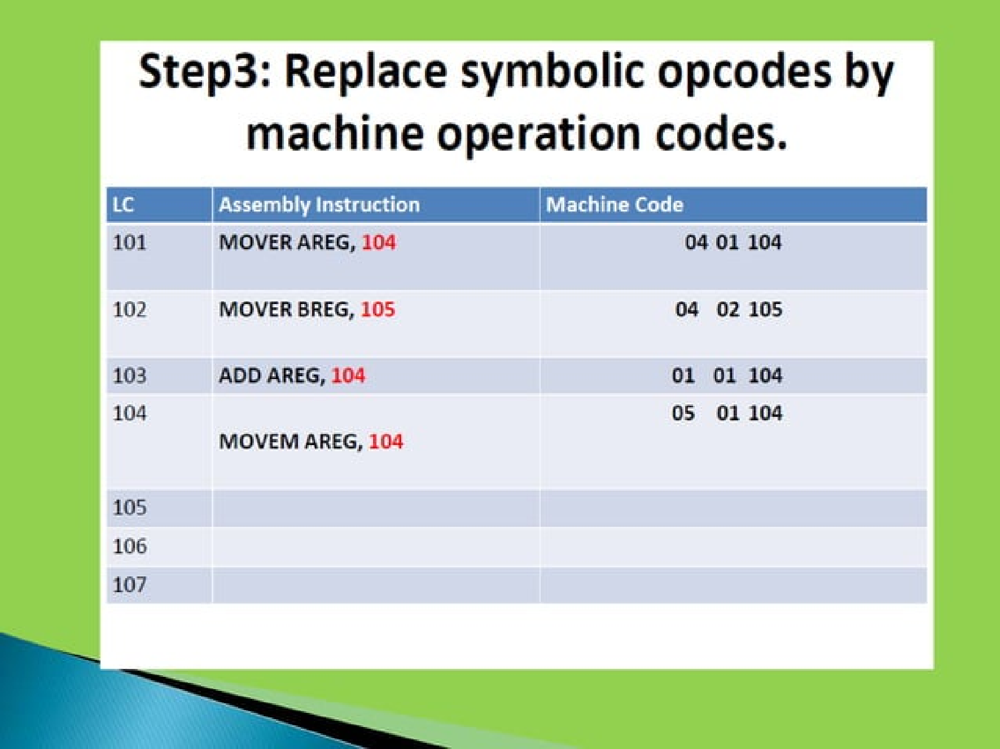 Step3: Replace symbolic opcodes by
machine operation codes.
LC Assembly Instruction Machine Code
101 MOVER AREG, 104 04 01 104
102 MOVER BREG, 105 04 02 105
103 ADD AREG, 104 01 01 104
104 05 01 104
MOVEM AREG, 104
105
106
107